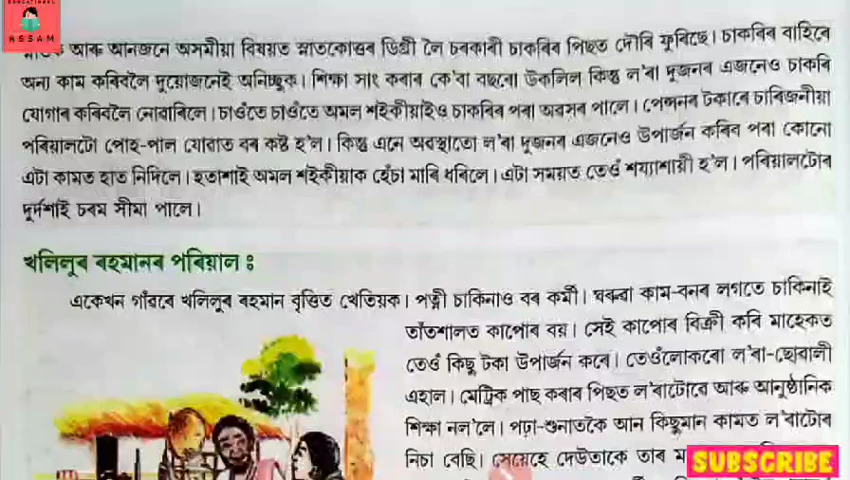 EDUCATIONAL
ASSAM
আৰু আনজনে অসমীয়া বিষয়ত স্নাতকোত্তৰ ডিগ্ৰী লৈ চৰকাৰী চাকৰিৰ পিছত দৌৰি ফুৰিছে। চাকৰিৰ বাহিৰে
অন্য কাম কৰিবলৈ দুয়োজনেই অনিচ্ছুক। শিক্ষা সাং কৰাৰ কে'বা বছৰো উকলিল কিন্তু ল'ৰা দুজনৰ এজনেও চাকৰি
যোগাৰ কৰিবলৈ নোৱাৰিলে। চাওঁতে চাওঁতে অমল শইকীয়াইও চাকৰিৰ পৰা অৱসৰ পালে। পেঞ্চনৰ টকাৰে চাৰিজনীয়া
পৰিয়ালটো পোহ-পাল যোৱাত বৰ কষ্ট হ'ল। কিন্তু এনে অৱস্থাতো ল'ৰা দুজনৰ এজনেও উপাৰ্জন কৰিব পৰা কোনো
এটা কামত হাত নিদিলে। হতাশাই অমল শইকীয়াক হেঁচা মাৰি ধৰিলে। এটা সময়ত তেওঁ শয্যাশায়ী হ'ল। পৰিয়ালটোৰ
দুৰ্দশাই চৰম সীমা পালে।
খলিলুৰ ৰহমানৰ পৰিয়াল :
একেখন গাঁৱৰে খলিলুৰ ৰহমান বৃত্তিত খেতিয়ক। পত্নী চাকিনাও বৰ কৰ্মী। ঘৰুৱা কাম-বনৰ লগতে চাকিনাই
তাঁতশালত কাপোৰ বয়। সেই কাপোৰ বিক্ৰী কৰি মাহেকত
তেওঁ কিছু টকা উপাৰ্জন কৰে। তেওঁলোকৰো ল'ৰা-ছোৱালী
এহাল। মেট্ৰিক পাছ কৰাৰ পিছত ল'ৰাটোৱে আৰু আনুষ্ঠানিক
শিক্ষা নল'লে। পঢ়া-শুনাতকৈ আন কিছুমান কামত ল'ৰাটোৰ
নিচা বেছি। সেয়েহে দেউতাকে তাৰ
SUBSCRIBE